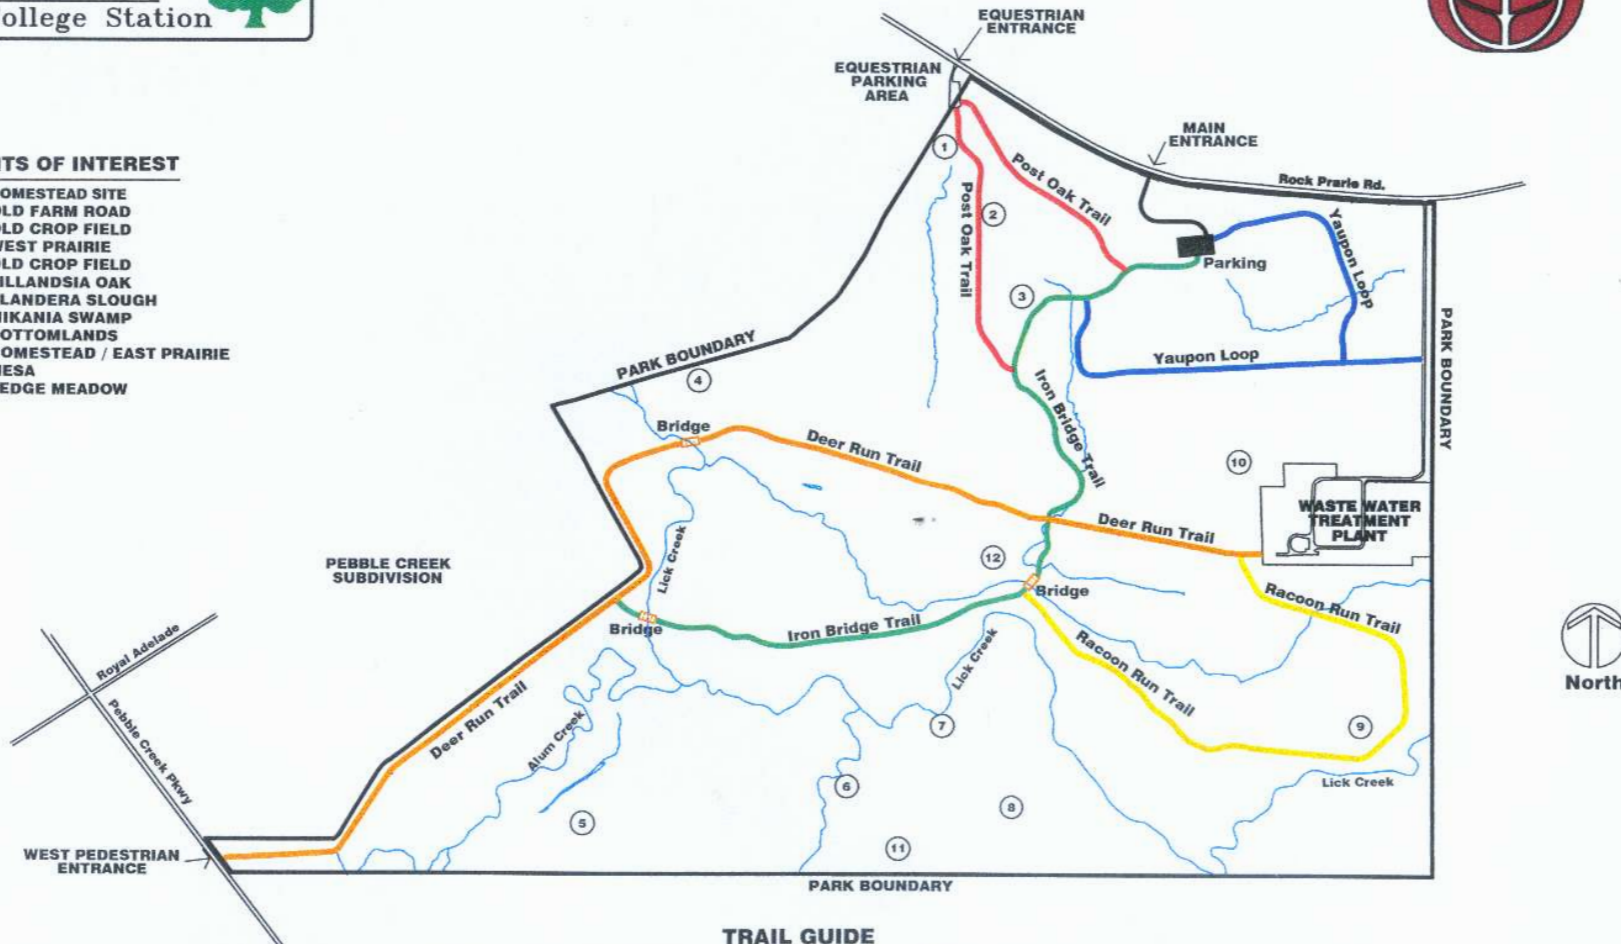 College Station
EQUESTRIAN
ENTRANCE
EQUESTRIAN
PARKING
AREA
MAIN
ENTRANCE
Rock Prarie Rd.
NTS OF INTEREST
OMESTEAD SITE
OLD FARM ROAD
OLD CROP FIELD
WEST PRAIRIE
OLD CROP FIELD
ILLANDSIA OAK
LANDERA SLOUGH
MIKANIA SWAMP
OTTOMLANDS
OMESTEAD / EAST PRAIRIE
MESA
EDGE MEADOW
1
Post Oak Trail
2
Post Oak Trail
Yaupon Loop
Parking
3
Yaupon Loop
PARK BOUNDARY
PARK BOUNDARY
4
Iron Bridge Trail
Bridge
Deer Run Trail
10
WASTE WATER
TREATMENT
PLANT
Deer Run Trail
12
Lick Creek
PEBBLE CREEK
SUBDIVISION
Bridge
Racoon Run Trail
Bridge
Iron Bridge Trail
Royal Adelade
Lick Creek
Racoon Run Trail
North
Pebble Creek Pkwy
Deer Run Trail
Alum Creek
7
9
6
Lick Creek
8
5
11
WEST PEDESTRIAN
ENTRANCE
PARK BOUNDARY
TRAIL GUIDE